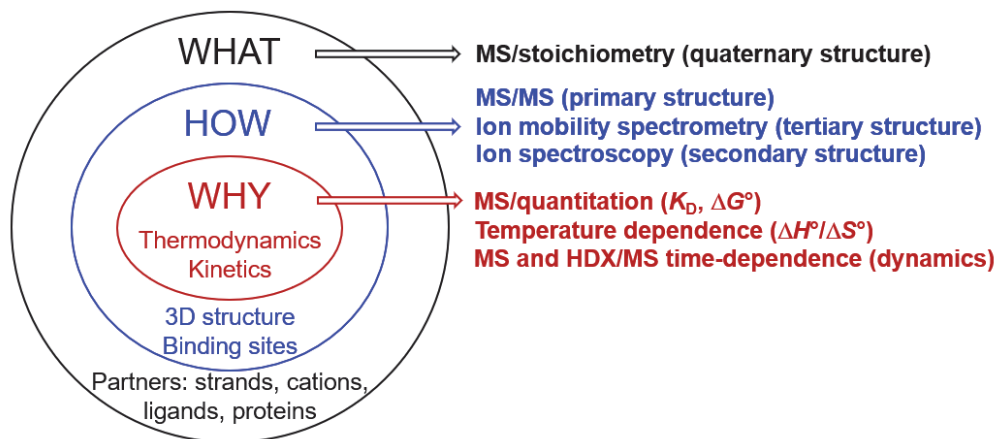 WHAT
MS/stoichiometry (quaternary structure)
HOW
MS/MS (primary structure)
Ion mobility spectrometry (tertiary structure)
Ion spectroscopy (secondary structure)
WHY
Thermodynamics
Kinetics
MS/quantitation (KD, ΔG°)
Temperature dependence (ΔH°/ΔS°)
MS and HDX/MS time-dependence (dynamics)
3D structure
Binding sites
Partners: strands, cations,
ligands, proteins